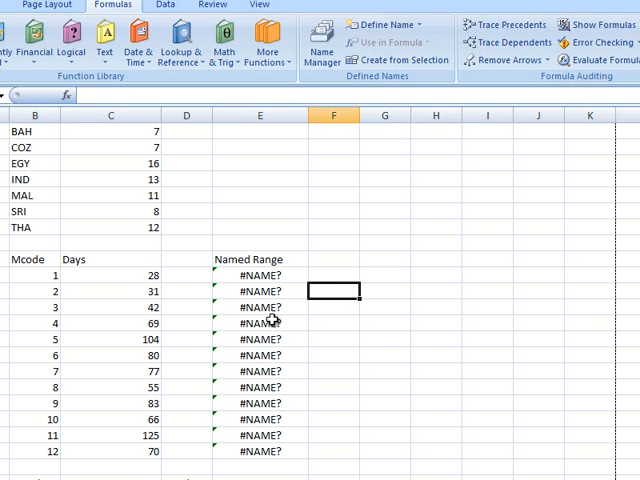 Page Layout Formulas Data Review View
Financial Logical Text Date & Time Lookup & Reference Math & Trig More Functions
Function Library
Name Manager
Define Name
Use in Formula
Create from Selection
Defined Names
Trace Precedents Show Formulas
Trace Dependents Error Checking
Remove Arrows Evaluate
Formula Auditing
fx
B C D E F G H I J K
BAH 7
COZ 7
EGY 16
IND 13
MAL 11
SRI 8
THA 12
Mcode Days Named Range
1 28 #NAME?
2 31 #NAME?
3 42 #NAME?
4 69 #NAME?
5 104 #NAME?
6 80 #NAME?
7 77 #NAME?
8 55 #NAME?
9 83 #NAME?
10 66 #NAME?
11 125 #NAME?
12 70 #NAME?